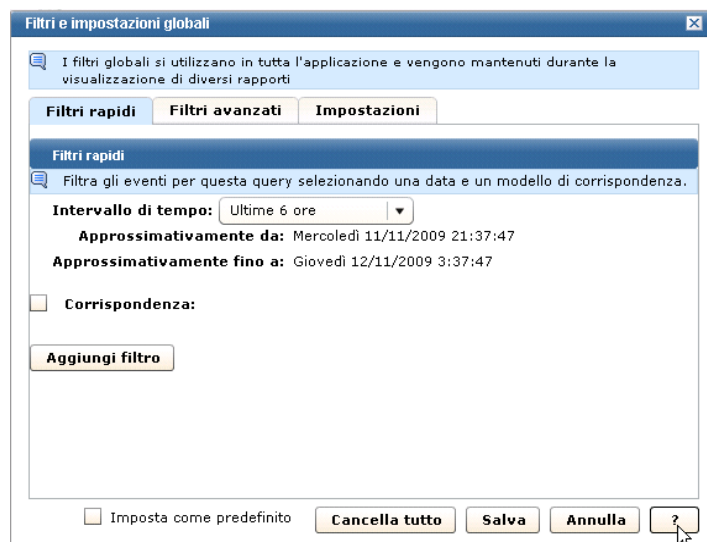 Filtri e impostazioni globali
I filtri globali si utilizzano in tutta l'applicazione e vengono mantenuti durante la
visualizzazione di diversi rapporti
Filtri rapidi Filtri avanzati Impostazioni
Filtri rapidi
Filtra gli eventi per questa query selezionando una data e un modello di corrispondenza.
Intervallo di tempo: Ultime 6 ore
Approssimativamente da: Mercoledì 11/11/2009 21:37:47
Approssimativamente fino a: Giovedì 12/11/2009 3:37:47
Corrispondenza:
Aggiungi filtro
Imposta come predefinito Cancella tutto Salva Annulla ?